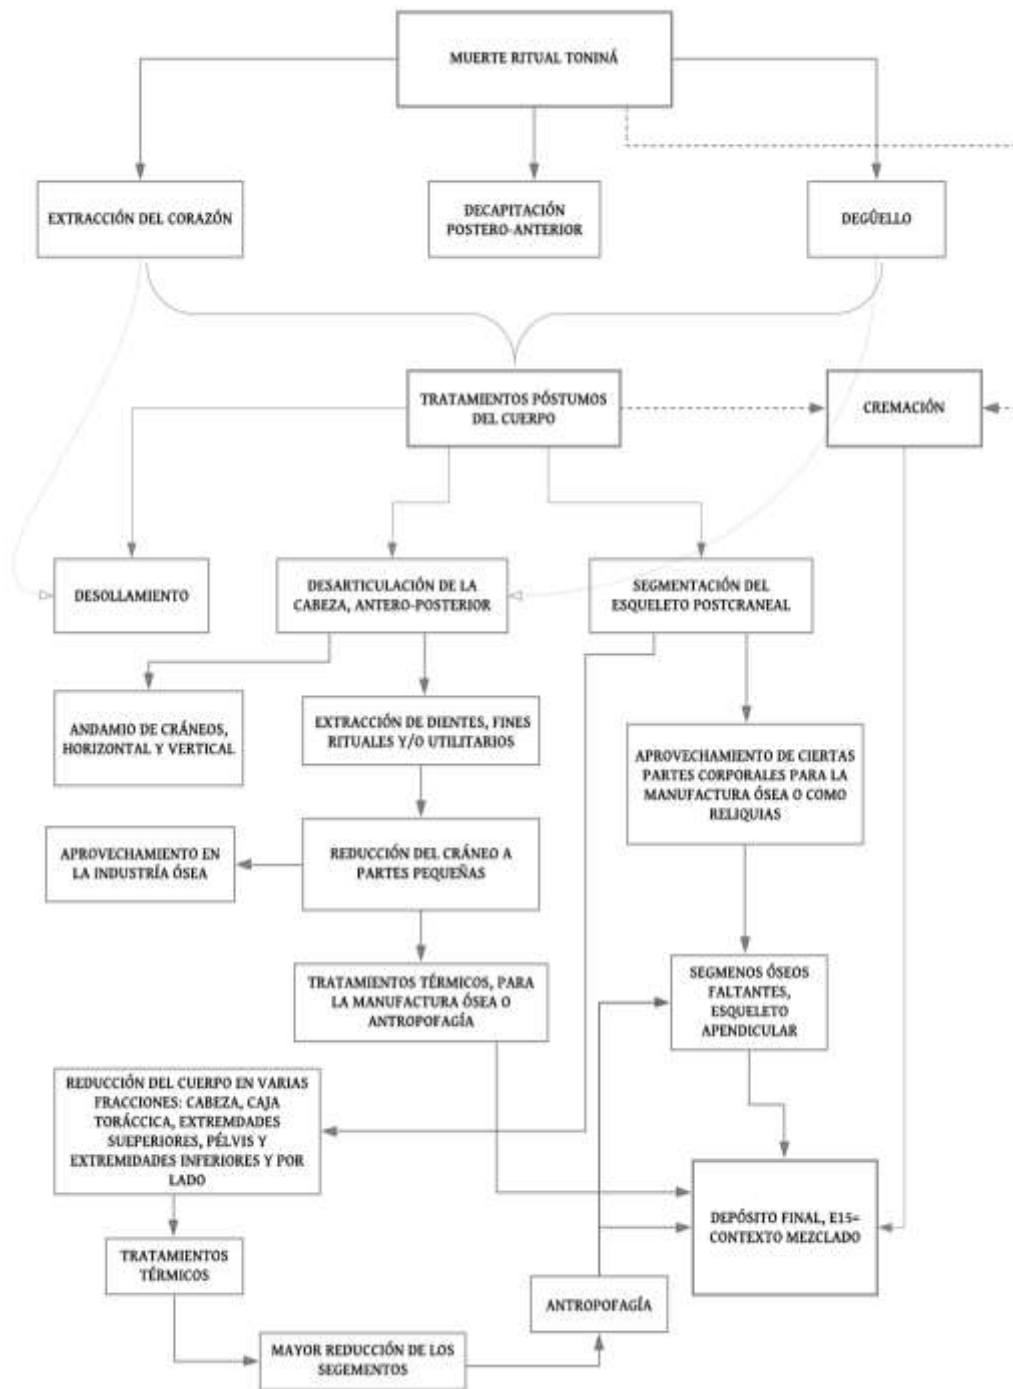 MUERTE RITUAL TONINÁ
EXTRACCIÓN DEL CORAZÓN
DECAPITACIÓN
POSTERO-ANTERIOR
DEGÜELLO
TRATAMIENTOS PÓSTUMOS
DEL CUERPO
CREMACIÓN
DESOLLAMIENTO
DESARTICULACIÓN DE LA
CABEZA, ANTERO-POSTERIOR
SEGMENTACIÓN DEL
ESQUELETO POSTCRANEAL
ANDAMIO DE CRÁNEOS,
HORIZONTAL Y VERTICAL
EXTRACCIÓN DE DIENTES, FINES
RITUALES Y/O UTILITARIOS
APROVECHAMIENTO DE CIERTAS
PARTES CORPORALES PARA LA
MANUFACTURA ÓSEA O COMO
RELIQUIAS
APROVECHAMIENTO EN
LA INDUSTRÍA ÓSEA
REDUCCIÓN DEL CRÁNEO A
PARTES PEQUEÑAS
TRATAMIENTOS TÉRMICOS, PARA
LA MANUFACTURA ÓSEA O
ANTROPOFAGÍA
SEGMENOS ÓSEOS
FALTANTES,
ESQUELETO
APENDICULAR
REDUCCIÓN DEL CUERPO EN VARIAS
FRACCIONES: CABEZA, CAJA
TORÁCCICA, EXTREMDADES
SUEPERIORES, PÉLVIS Y
EXTREMIDADES INFERIORES Y POR
LADO
DEPÓSITO FINAL, E15=
CONTEXTO MEZCLADO
TRATAMIENTOS
TÉRMICOS
ANTROPOFAGÍA
MAYOR REDUCCIÓN DE LOS
SEGEMENTOS